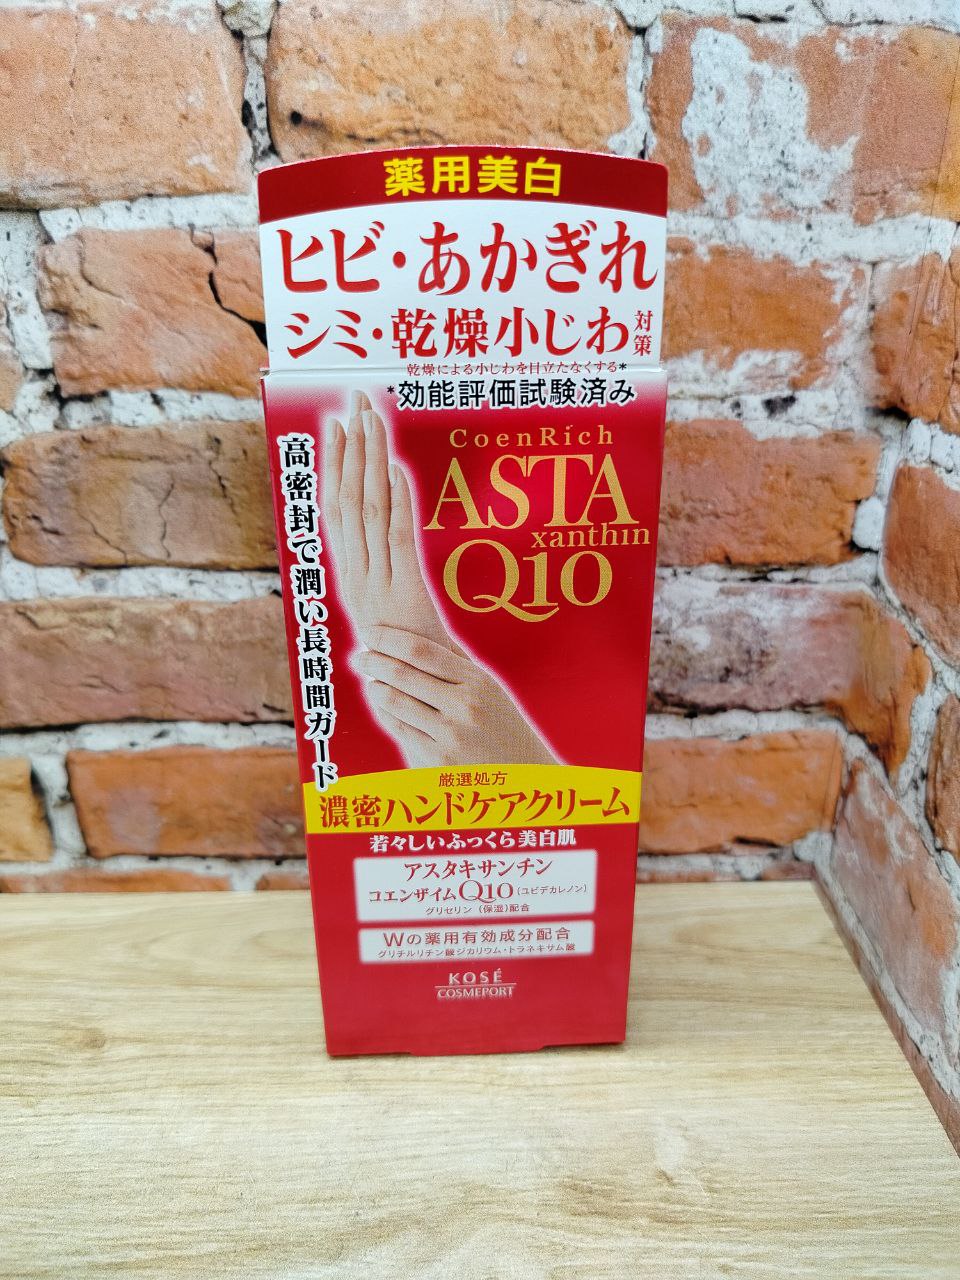 薬用美白
ヒビ・あかぎれ
シミ・乾燥小じわ対策
乾燥による小じわを目立たなくする*
*効能評価試験済み
高密封で潤い長時間ガード
CoenRich
ASTA
xanthin
Q10
厳選処方
濃密ハンドケアクリーム
若々しいふっくら美白肌
アスタキサンチン
コエンザイムQ10(ユビデカレノン)
グリセリン(保湿)配合
Wの薬用有効成分配合
グリチルリチン酸ジカリウム・トラネキサム酸
KOSÉ
COSMEPORT